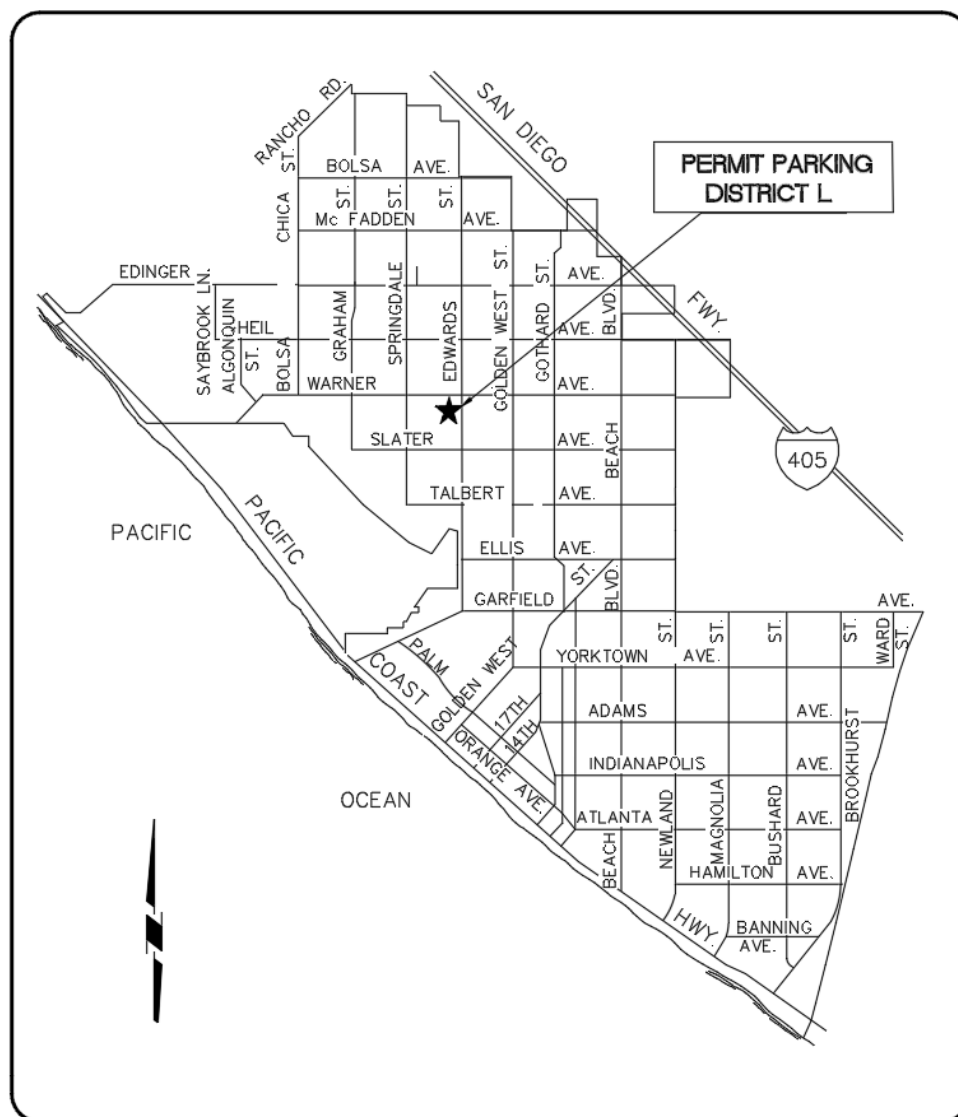 RANCHO RD.
SAN DIEGO
PERMIT PARKING
DISTRICT L
ST.
BOLSA AVE.
CHICA
ST.
ST.
ST.
Mc FADDEN AVE.
EDINGER
SAYBROOK LN.
ALGONQUIN
ST.
HEIL
BOLSA
GRAHAM
SPRINGDALE
EDWARDS
GOLDEN WEST
ST.
GOTHARD
ST.
AVE.
AVE.
BLVD.
FWY.
WARNER AVE.
SLATER AVE.
BEACH
405
TALBERT AVE.
PACIFIC
PACIFIC
ELLIS AVE.
ST.
BLVD.
GARFIELD AVE.
ST.
ST.
ST.
ST.
WARD
ST.
PALM
COAST
GOLDEN WEST
YORKTOWN AVE.
17TH
14TH
ADAMS AVE.
ORANGE AVE.
INDIANAPOLIS AVE.
BROOKHURST
OCEAN
ATLANTA AVE.
BEACH
NEWLAND
MAGNOLIA
BUSHARD
HAMILTON AVE.
HWY.
BANNING
AVE.